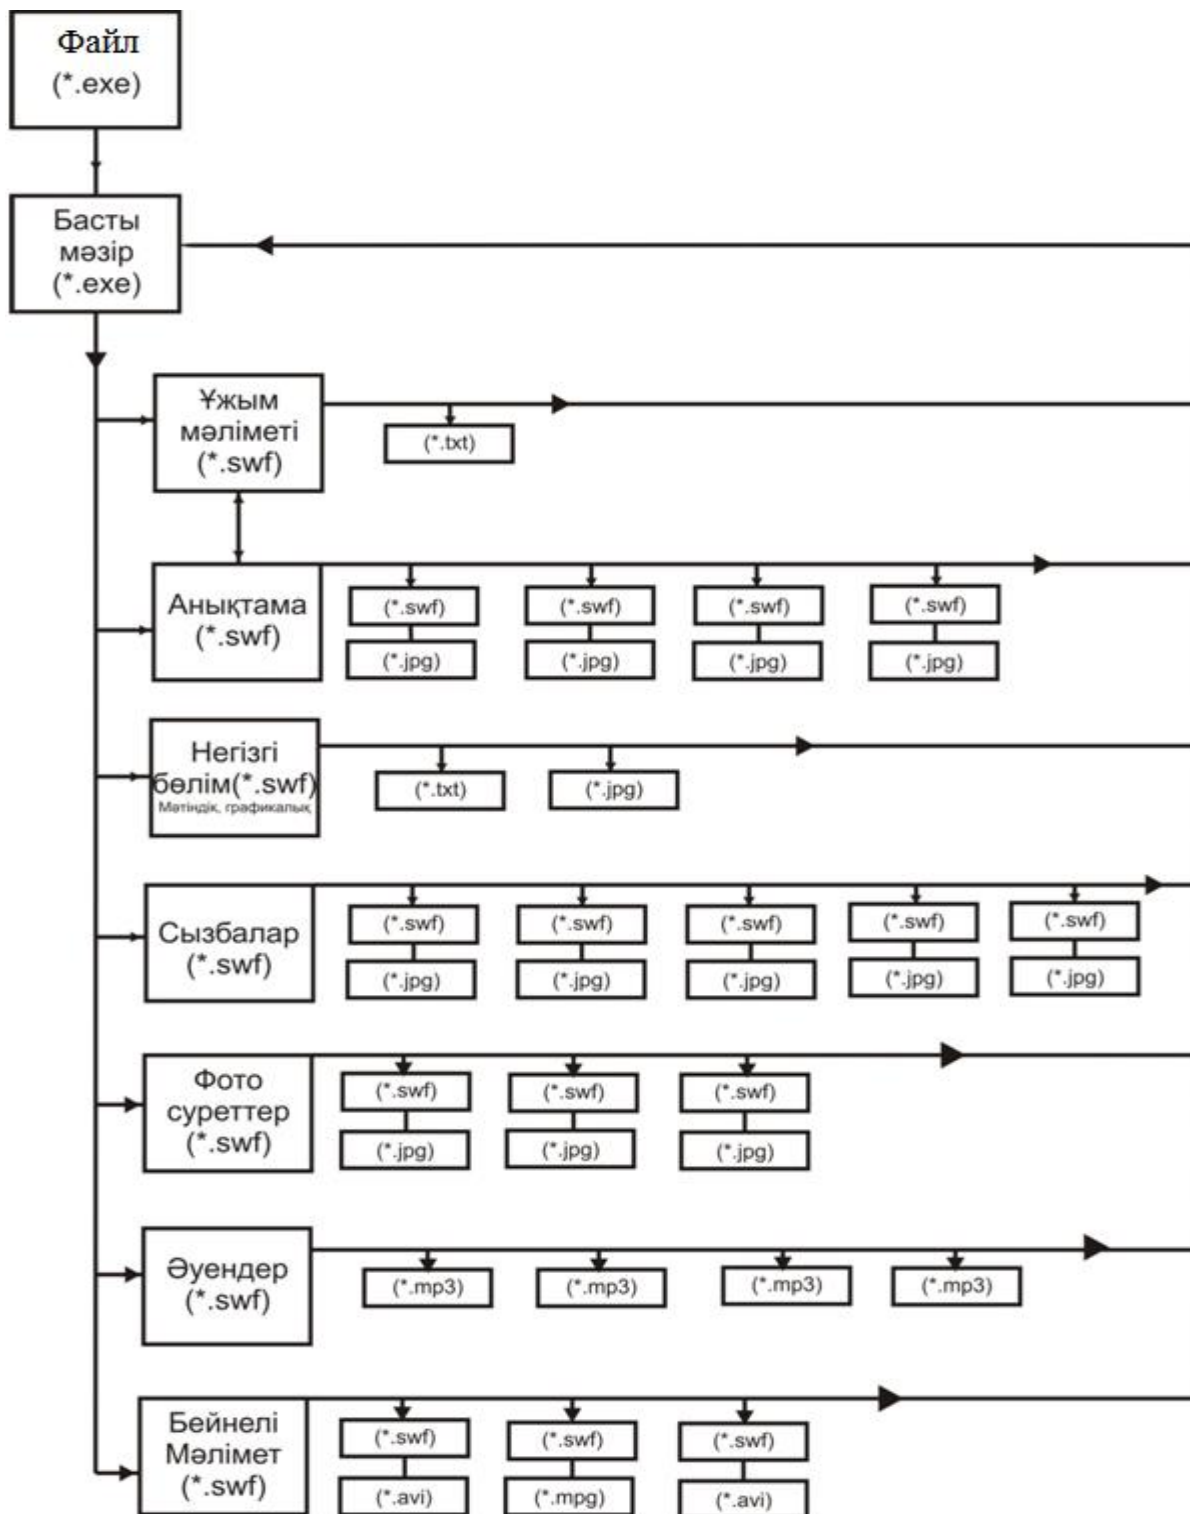 Файл
(*.exe)
Басты
мәзір
(*.exe)
Ұжым
мәліметі
(*.swf)
(*.txt)
Анықтама
(*.swf)
(*.swf) (*.swf) (*.swf) (*.swf)
(*.jpg) (*.jpg) (*.jpg) (*.jpg)
Негізгі
бөлім(*.swf)
Мәтіндік, графикалық
(*.txt) (*.jpg)
Сызбалар
(*.swf)
(*.swf) (*.swf) (*.swf) (*.swf) (*.swf)
(*.jpg) (*.jpg) (*.jpg) (*.jpg) (*.jpg)
Фото
суреттер
(*.swf)
(*.swf) (*.swf) (*.swf)
(*.jpg) (*.jpg) (*.jpg)
Әуендер
(*.swf)
(*.mp3) (*.mp3) (*.mp3) (*.mp3)
Бейнелі
Мәлімет
(*.swf)
(*.swf) (*.swf) (*.swf)
(*.avi) (*.mpg) (*.avi)